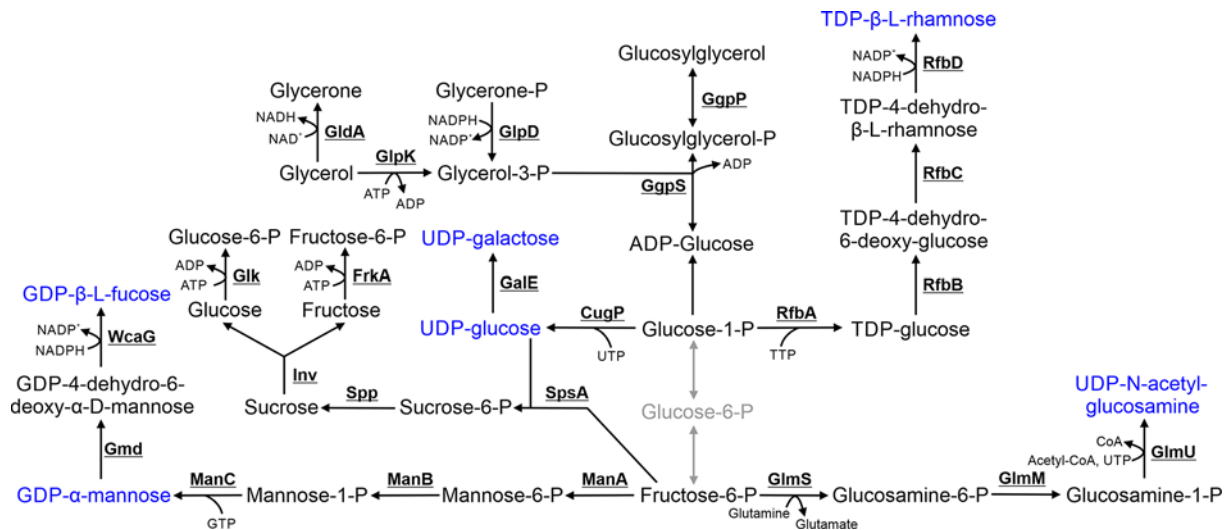 TDP-β-L-rhamnose
NADP⁺
NADPH
RfbD
Glucosylglycerol
GgpP
TDP-4-dehydro-
β-L-rhamnose
Glycerone
Glycerone-P
NADH
NAD⁺
GldA
NADPH
NADP⁺
GlpD
Glucosylglycerol-P
ADP
RfbC
Glycerol
GlpK
ATP
ADP
Glycerol-3-P
GgpS
TDP-4-dehydro-
6-deoxy-glucose
Glucose-6-P
Fructose-6-P
UDP-galactose
ADP-Glucose
ADP
ATP
Glk
ADP
ATP
FrkA
GalE
RfbB
GDP-β-L-fucose
Glucose
Fructose
NADP⁺
NADPH
WcaG
UDP-glucose
CugP
UTP
Glucose-1-P
RfbA
TTP
TDP-glucose
GDP-4-dehydro-6-
deoxy-α-D-mannose
Inv
Sucrose
Spp
Sucrose-6-P
SpsA
Glucose-6-P
UDP-N-acetyl-
glucosamine
Gmd
CoA
Acetyl-CoA, UTP
GlmU
GDP-α-mannose
ManC
GTP
Mannose-1-P
ManB
Mannose-6-P
ManA
Fructose-6-P
GlmS
Glutamine
Glutamate
Glucosamine-6-P
GlmM
Glucosamine-1-P